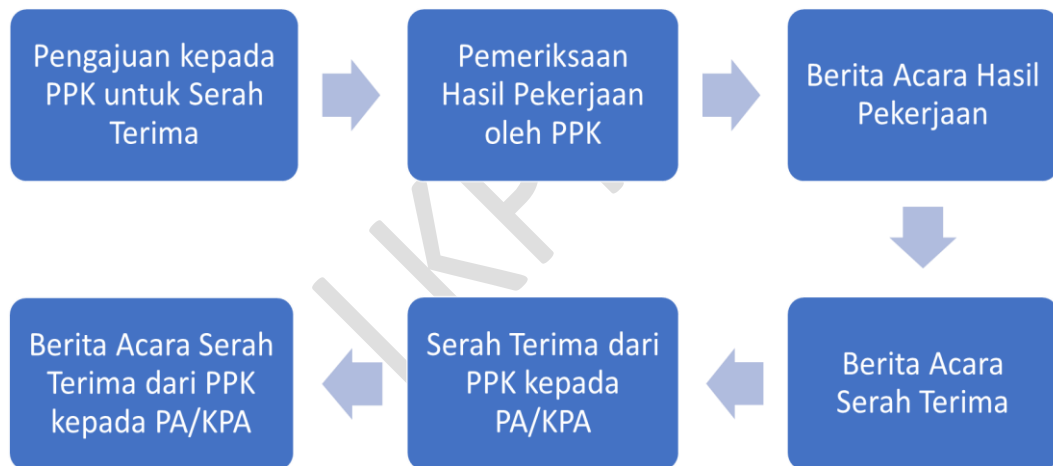 Pengajuan kepada
PPK untuk Serah
Terima
Pemeriksaan
Hasil Pekerjaan
oleh PPK
Berita Acara Hasil
Pekerjaan
Berita Acara
Serah Terima
Serah Terima dari
PPK kepada
PA/KPA
Berita Acara Serah
Terima dari PPK
kepada PA/KPA